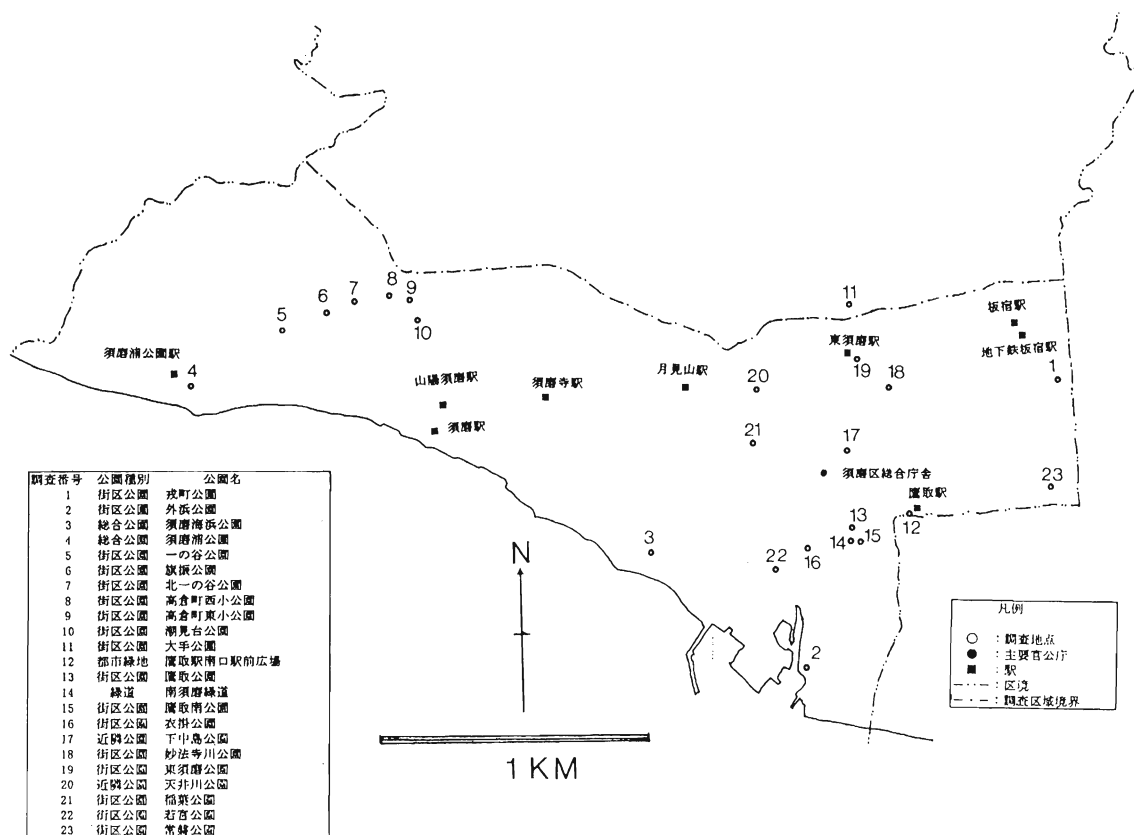 11
8
9
7
6
10
5
板宿駅
須磨浦公園駅
東須磨駅
地下鉄板宿駅
4
山陽須磨駅
須磨寺駅
月見山駅
20
19
18
1
須磨駅
21
17
須磨区総合庁舎
23
鷹取駅
12
13
14
15
3
16
22
2
N
1KM
調査番号 公園種別 公園名
1 街区公園 戎町公園
2 街区公園 外浜公園
3 総合公園 須磨海浜公園
4 総合公園 須磨浦公園
5 街区公園 一の谷公園
6 街区公園 旗振公園
7 街区公園 北一の谷公園
8 街区公園 高倉町西小公園
9 街区公園 高倉町東小公園
10 街区公園 潮見台公園
11 街区公園 大手公園
12 都市緑地 鷹取駅南口駅前広場
13 街区公園 鷹取公園
14 緑道 南須磨緑道
15 街区公園 鷹取南公園
16 街区公園 衣掛公園
17 近隣公園 下中島公園
18 街区公園 妙法寺川公園
19 街区公園 東須磨公園
20 近隣公園 天井川公園
21 街区公園 稲葉公園
22 街区公園 若宮公園
23 街区公園 常盤公園
凡例
:調査地点
:主要官公庁
:駅
:区境
:調査区域境界